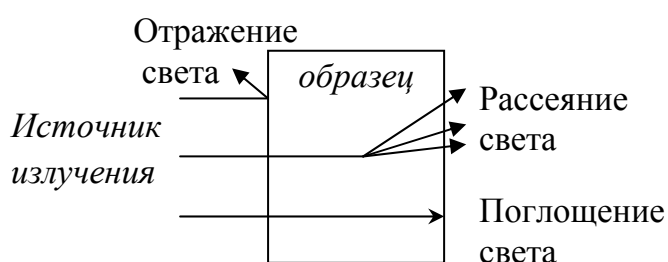 Отражение
света
образец
Рассеяние
света
Источник
излучения
Поглощение
света